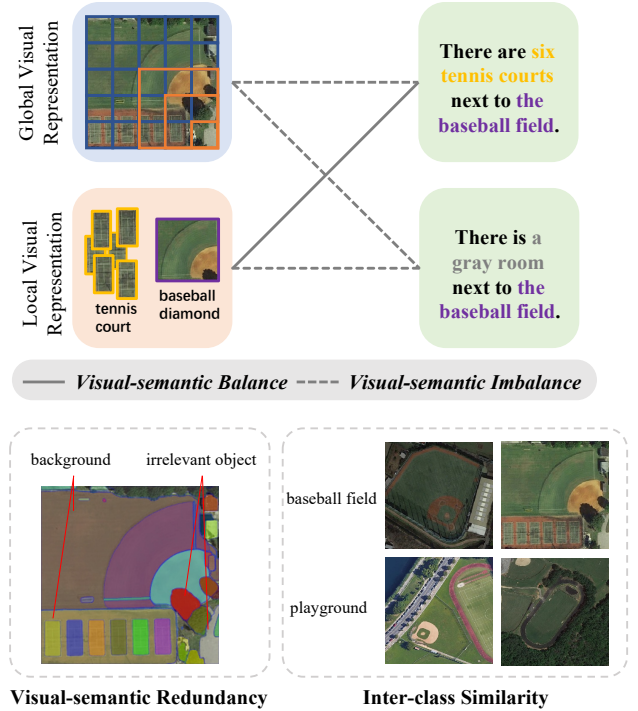 Global Visual
Representation
There are six
tennis courts
next to the
baseball field.
Local Visual
Representation
tennis
court
baseball
diamond
There is a
gray room
next to the
baseball field.
Visual-semantic Balance
Visual-semantic Imbalance
background
irrelevant object
baseball field
playground
Visual-semantic Redundancy
Inter-class Similarity